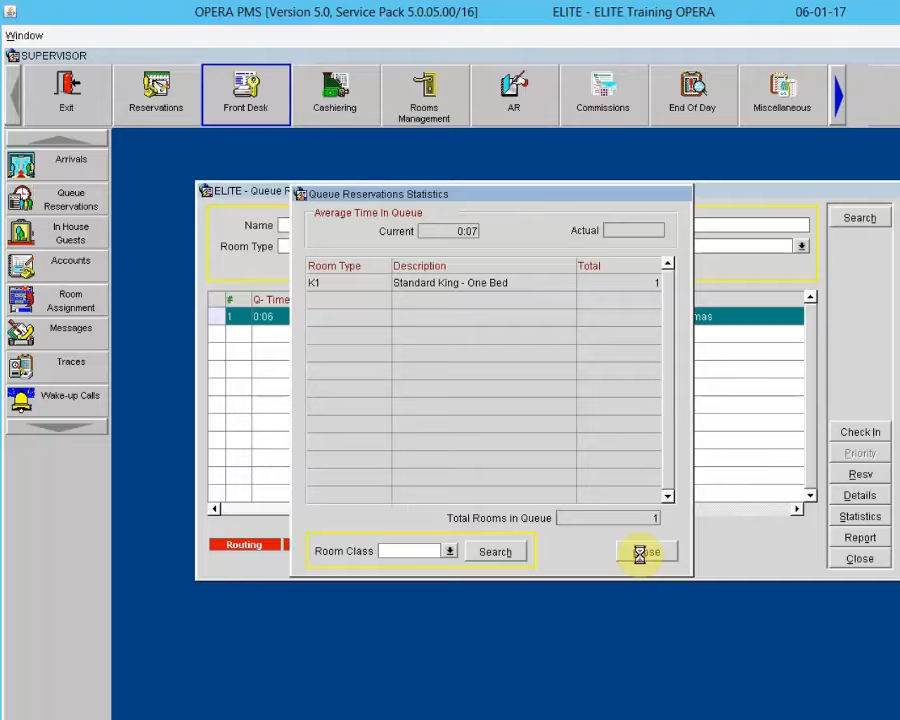 OPERA PMS [Version 5.0, Service Pack 5.0.05.00/16] ELITE - ELITE Training OPERA 06-01-17
Window
SUPERVISOR
Exit
Reservations
Front Desk
Cashiering
Rooms
Management
AR
Commissions
End Of Day
Miscellaneous
Arrivals
Queue
Reservations
In House
Guests
Accounts
Room
Assignment
Messages
Traces
Wake-up Calls
ELITE - Queue R
Name
Room Type
# Q- Time
1 0:06
mas
Routing
Queue Reservations Statistics
Average Time In Queue
Current 0:07 Actual
Room Type Description Total
K1 Standard King - One Bed 1
Total Rooms in Queue 1
Room Class Search
Search
Check In
Priority
Resv
Details
Statistics
Report
Close